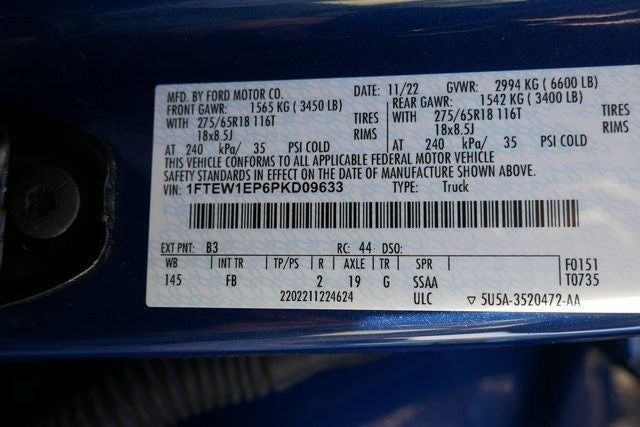 MFD. BY FORD MOTOR CO. DATE: 11/22 GVWR: 2994 KG (6600 LB)
FRONT GAWR: 1565 KG (3450 LB) REAR GAWR: 1542 KG (3400 LB)
WITH 275/65R18 116T TIRES WITH 275/65R18 116T TIRES
18x8.5J RIMS 18x8.5J RIMS
AT 240 kPa/ 35 PSI COLD AT 240 kPa/ 35 PSI COLD
THIS VEHICLE CONFORMS TO ALL APPLICABLE FEDERAL MOTOR VEHICLE
SAFETY STANDARDS IN EFFECT ON THE DATE OF MANUFACTURE SHOWN ABOVE.
VIN: 1FTEW1EP6PKD09633 TYPE: Truck
EXT PNT: B3 RC: 44 DSO:
WB INT TR TP/PS R AXLE TR SPR F0151
145 FB 2 19 G SSAA T0735
2202211224624 ULC ▽ 5U5A-3520472-AA